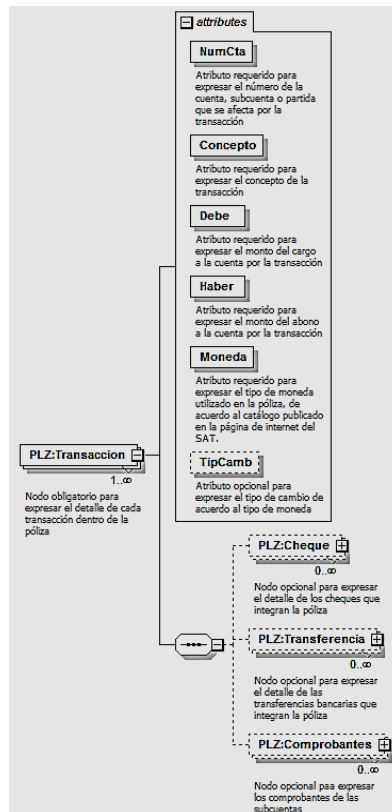 attributes
NumCta
Atributo requerido para
expresar el número de la
cuenta, subcuenta o partida
que se afecta por la
transacción
Concepto
Atributo requerido para
expresar el concepto de la
transacción
Debe
Atributo requerido para
expresar el monto del cargo
a la cuenta por la transacción
Haber
Atributo requerido para
expresar el monto del abono
a la cuenta por la transacción
Moneda
Atributo requerido para
expresar el tipo de moneda
utilizado en la póliza, de
acuerdo al catálogo publicado
en la página de internet del
SAT.
TipCamb
Atributo opcional para
expresar el tipo de cambio de
acuerdo al tipo de moneda
PLZ:Transaccion
1..∞
Nodo obligatorio para
expresar el detalle de cada
transacción dentro de la
póliza
PLZ:Cheque
0..∞
Nodo opcional para expresar
el detalle de los cheques que
integran la póliza
PLZ:Transferencia
0..∞
Nodo opcional para expresar
el detalle de las
transferencias bancarias que
integran la póliza
PLZ:Comprobantes
0..∞
Nodo opcional paa expresar
los comprobantes de las
subcuentas